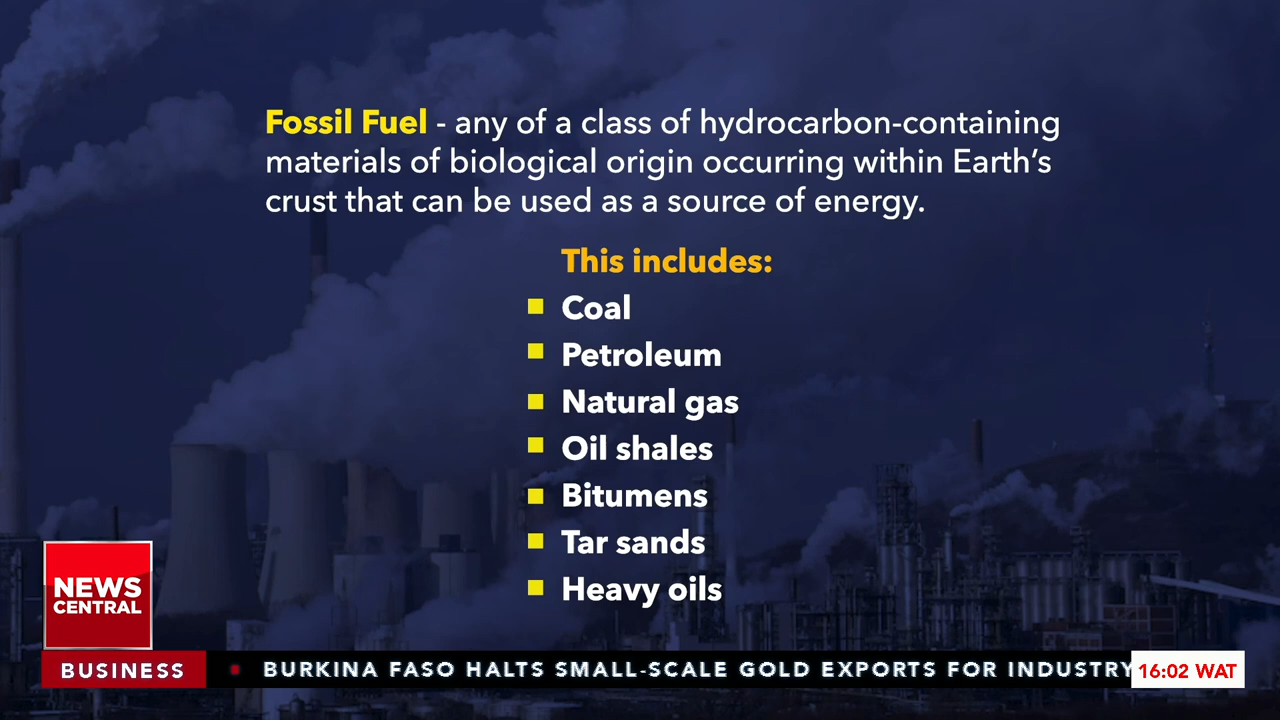 Fossil Fuel - any of a class of hydrocarbon-containing
materials of biological origin occurring within Earth’s
crust that can be used as a source of energy.
This includes:
Coal
Petroleum
Natural gas
Oil shales
Bitumens
Tar sands
Heavy oils
NEWS
CENTRAL
BUSINESS
BURKINA FASO HALTS SMALL-SCALE GOLD EXPORTS FOR INDUSTRY
16:02 WAT